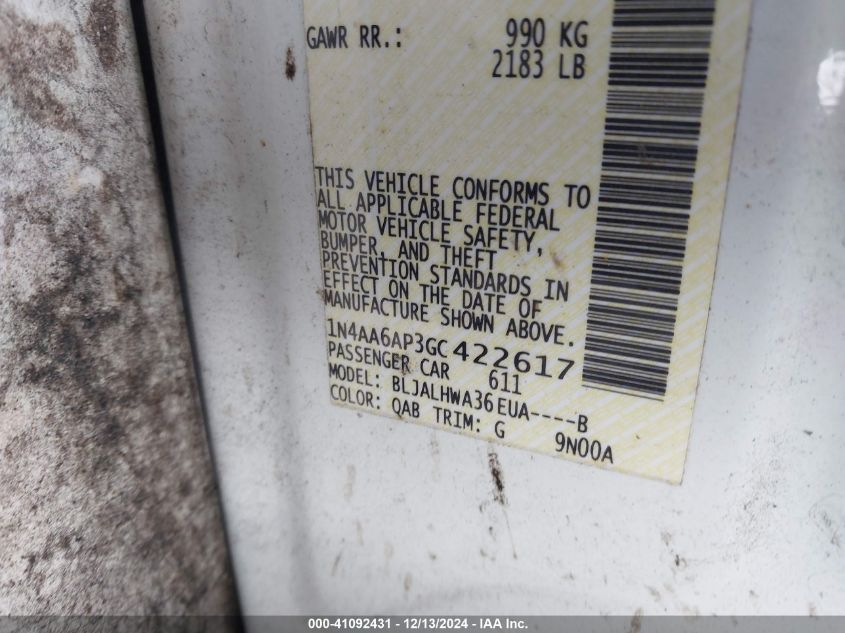 GAWR RR.: 990 KG
2183 LB
THIS VEHICLE CONFORMS TO
ALL APPLICABLE FEDERAL
MOTOR VEHICLE SAFETY,
BUMPER, AND THEFT
PREVENTION STANDARDS IN
EFFECT ON THE DATE OF
MANUFACTURE SHOWN ABOVE.
1N4AA6AP3GC422617
PASSENGER CAR 611
MODEL: BLJALHWA36EUA----B
COLOR: QAB TRIM: G 9N00A
000-41092431 - 12/13/2024 - IAA Inc.